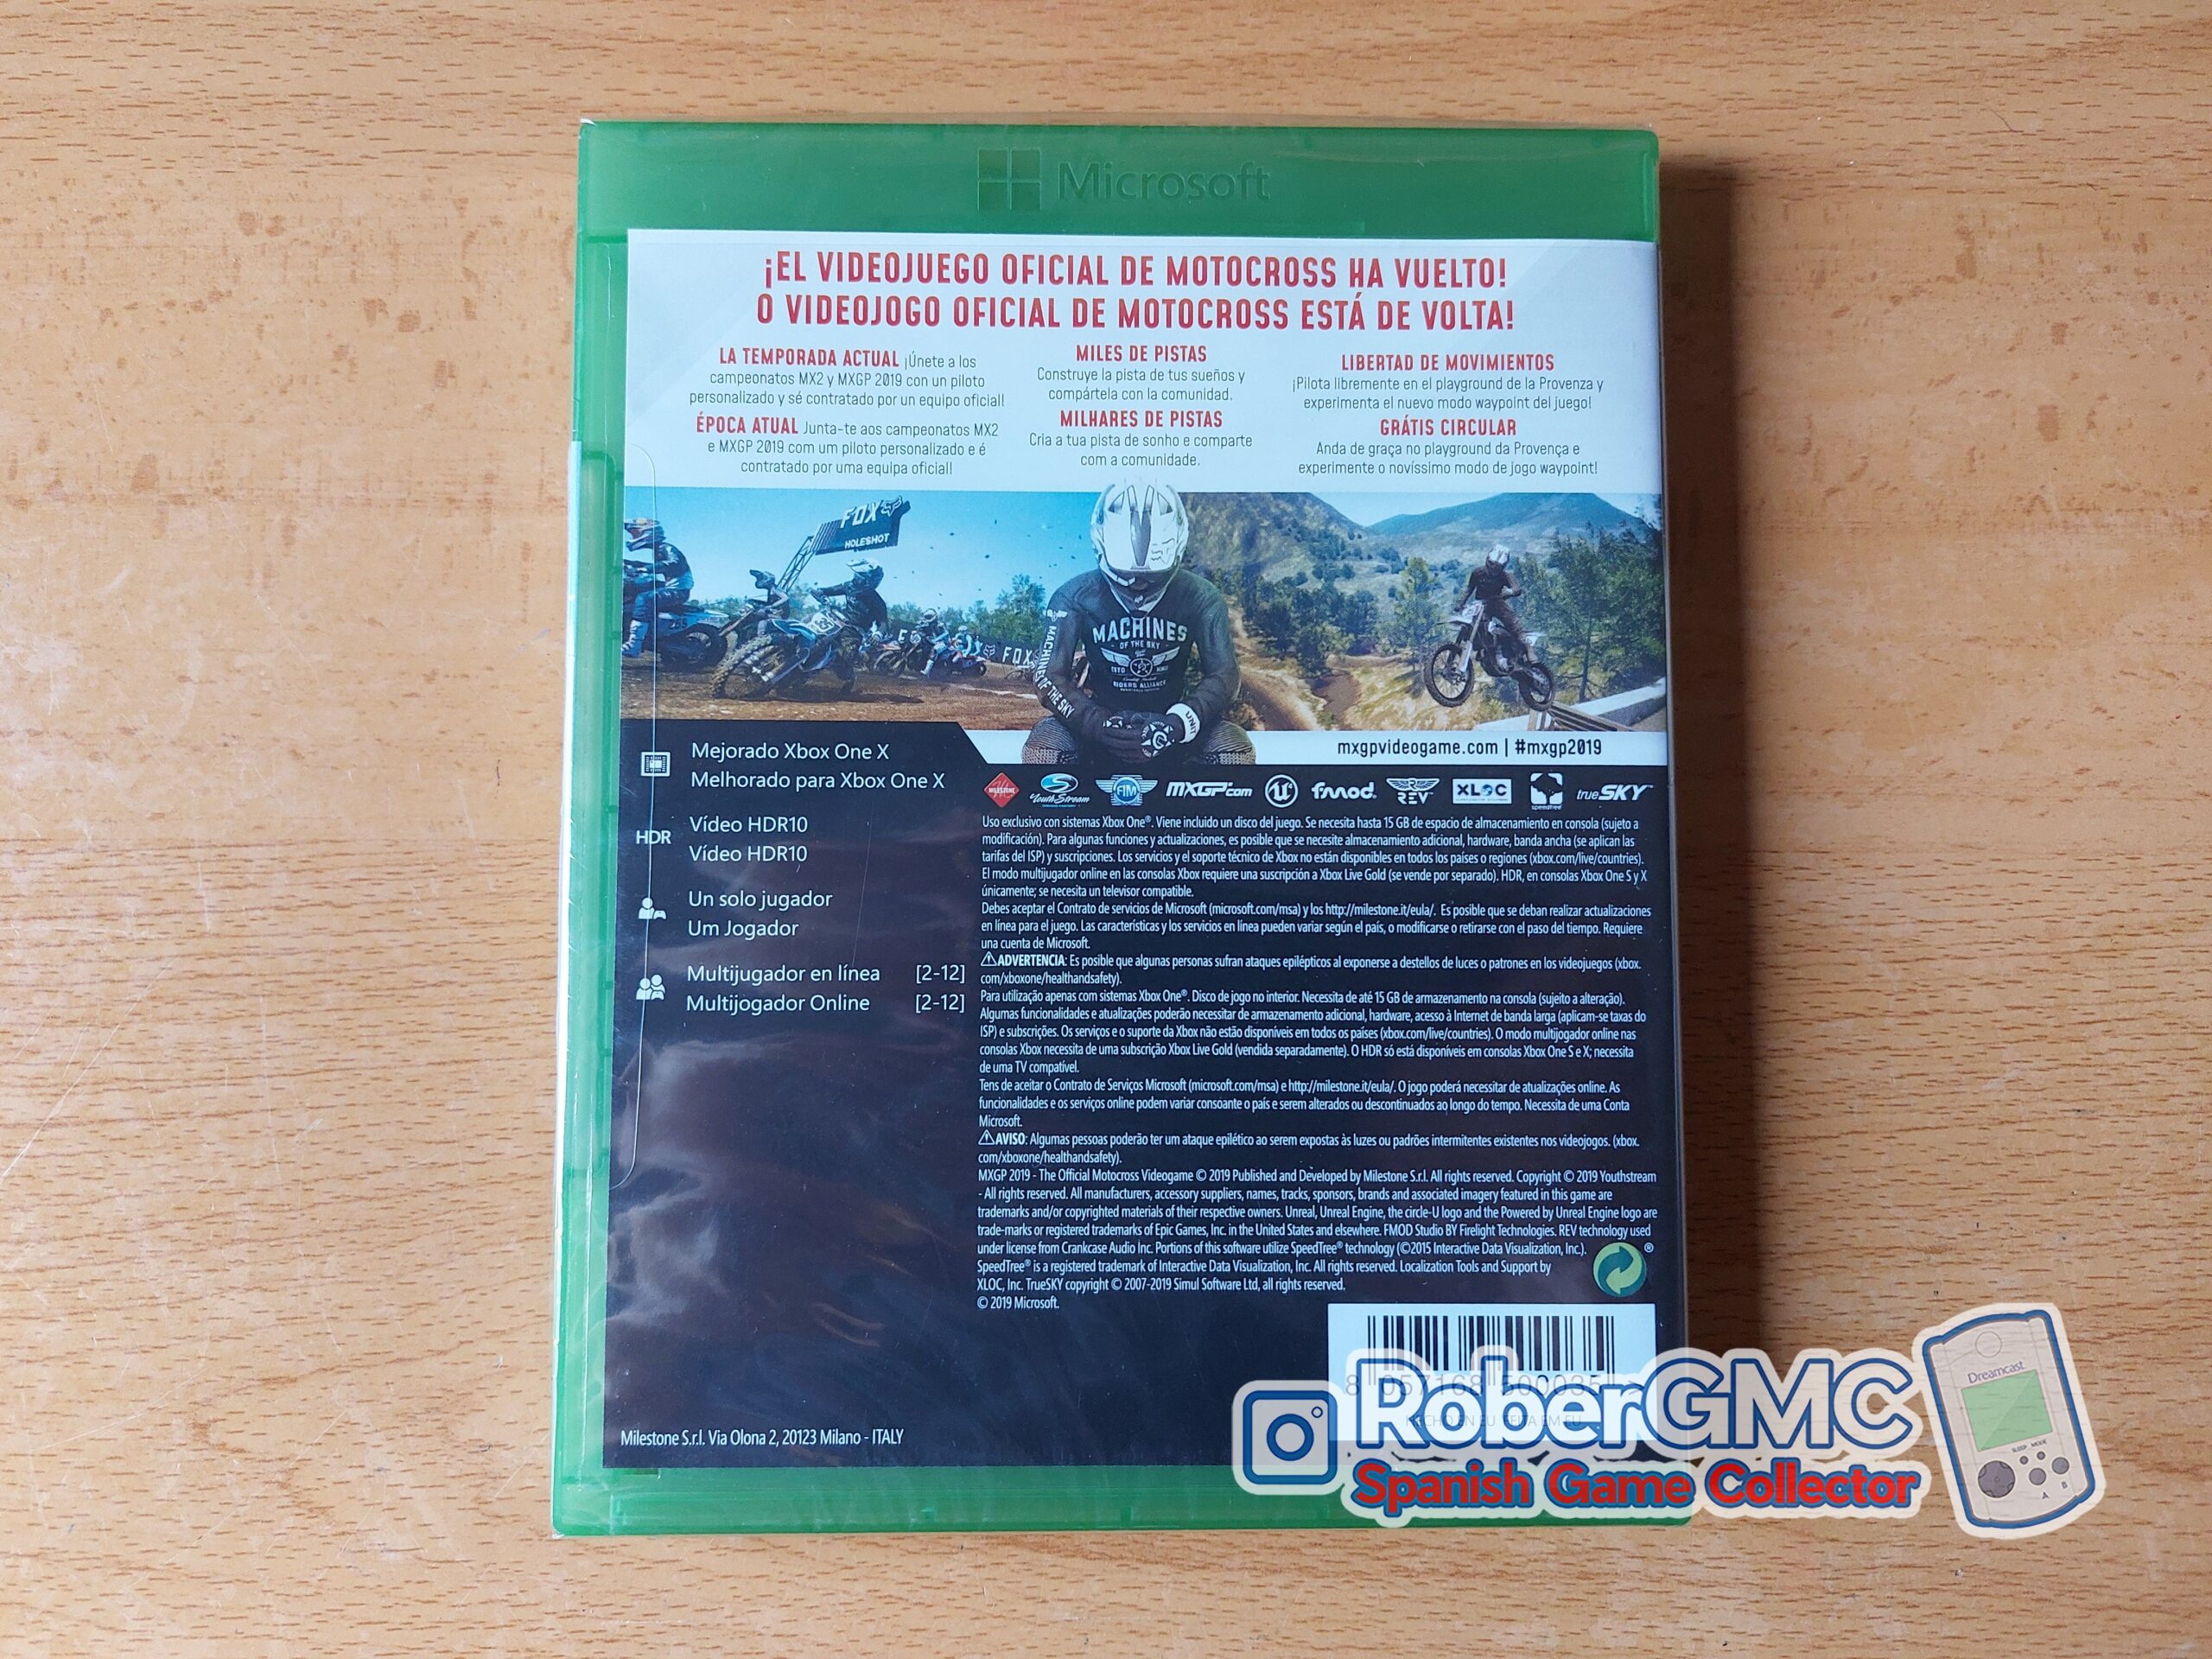 Microsoft
¡EL VIDEOJUEGO OFICIAL DE MOTOCROSS HA VUELTO!
O VIDEOJOGO OFICIAL DE MOTOCROSS ESTÁ DE VOLTA!
LA TEMPORADA ACTUAL ¡Únete a los
campeonatos MX2 y MXGP 2019 con un piloto
personalizado y sé contratado por un equipo oficial!
ÉPOCA ATUAL Junta-te aos campeonatos MX2
e MXGP 2019 com um piloto personalizado e é
contratado por uma equipa oficial!
MILES DE PISTAS
Construye la pista de tus sueños y
compártela con la comunidad.
MILHARES DE PISTAS
Cria a tua pista de sonho e comparte
com a comunidade.
LIBERTAD DE MOVIMIENTOS
¡Pilota libremente en el playground de la Provenza y
experimenta el nuevo modo waypoint del juego!
GRÁTIS CIRCULAR
Anda de graça no playground da Provença e
experimente o novíssimo modo de jogo waypoint!
FOX
HOLESHOT
FOX
MACHINES
OF THE SKY
RIDERS ALLIANCE
MACHINES OF THE SKY
UNIT
mxgpvideogame.com | #mxgp2019
Mejorado Xbox One X
Melhorado para Xbox One X
HDR
Vídeo HDR10
Vídeo HDR10
Un solo jugador
Um Jogador
Multijugador en línea [2-12]
Multijogador Online [2-12]
MILESTONE YouthStream FIM MXGP.com fmod REV XLOC speedtree trueSKY
Uso exclusivo con sistemas Xbox One®. Viene incluido un disco del juego. Se necesita hasta 15 GB de espacio de almacenamiento en consola (sujeto a
modificación). Para algunas funciones y actualizaciones, es posible que se necesite almacenamiento adicional, hardware, banda ancha (se aplican las
tarifas del ISP) y suscripciones. Los servicios y el soporte técnico de Xbox no están disponibles en todos los países o regiones (xbox.com/live/countries).
El modo multijugador online en las consolas Xbox requiere una suscripción a Xbox Live Gold (se vende por separado). HDR, en consolas Xbox One S y X
únicamente; se necesita un televisor compatible.
Debes aceptar el Contrato de servicios de Microsoft (microsoft.com/msa) y los http://milestone.it/eula/. Es posible que se deban realizar actualizaciones
en línea para el juego. Las características y los servicios en línea pueden variar según el país, o modificarse o retirarse con el paso del tiempo. Requiere
una cuenta de Microsoft.
⚠ADVERTENCIA: Es posible que algunas personas sufran ataques epilépticos al exponerse a destellos de luces o patrones en los videojuegos (xbox.
com/xboxone/healthandsafety).
Para utilização apenas com sistemas Xbox One®. Disco de jogo no interior. Necessita de até 15 GB de armazenamento na consola (sujeito a alteração).
Algumas funcionalidades e atualizações poderão necessitar de armazenamento adicional, hardware, acesso à Internet de banda larga (aplicam-se taxas do
ISP) e subscrições. Os serviços e o suporte da Xbox não estão disponíveis em todos os países (xbox.com/live/countries). O modo multijogador online nas
consolas Xbox necessita de uma subscrição Xbox Live Gold (vendida separadamente). O HDR só está disponíveis em consolas Xbox One S e X; necessita
de uma TV compatível.
Tens de aceitar o Contrato de Serviços Microsoft (microsoft.com/msa) e http://milestone.it/eula/. O jogo poderá necessitar de atualizações online. As
funcionalidades e os serviços online podem variar consoante o país e serem alterados ou descontinuados ao longo do tempo. Necessita de uma Conta
Microsoft.
⚠AVISO: Algumas pessoas poderão ter um ataque epilético ao serem expostas às luzes ou padrões intermitentes existentes nos videojogos. (xbox.
com/xboxone/healthandsafety).
MXGP 2019 - The Official Motocross Videogame © 2019 Published and Developed by Milestone S.r.l. All rights reserved. Copyright © 2019 Youthstream
- All rights reserved. All manufacturers, accessory suppliers, names, tracks, sponsors, brands and associated imagery featured in this game are
trademarks and/or copyrighted materials of their respective owners. Unreal, Unreal Engine, the circle-U logo and the Powered by Unreal Engine logo are
trade-marks or registered trademarks of Epic Games, Inc. in the United States and elsewhere. FMOD Studio BY Firelight Technologies. REV technology used
under license from Crankcase Audio Inc. Portions of this software utilize SpeedTree® technology (©2015 Interactive Data Visualization, Inc.).
SpeedTree® is a registered trademark of Interactive Data Visualization, Inc. All rights reserved. Localization Tools and Support by
XLOC, Inc. TrueSKY copyright © 2007-2019 Simul Software Ltd, all rights reserved.
© 2019 Microsoft.
8 057168 500035
HECHO EN EU. FEITA EM EU
Milestone S.r.l. Via Olona 2, 20123 Milano - ITALY
RoberGMC
Spanish Game Collector
Dreamcast
SLEEP MODE
A B